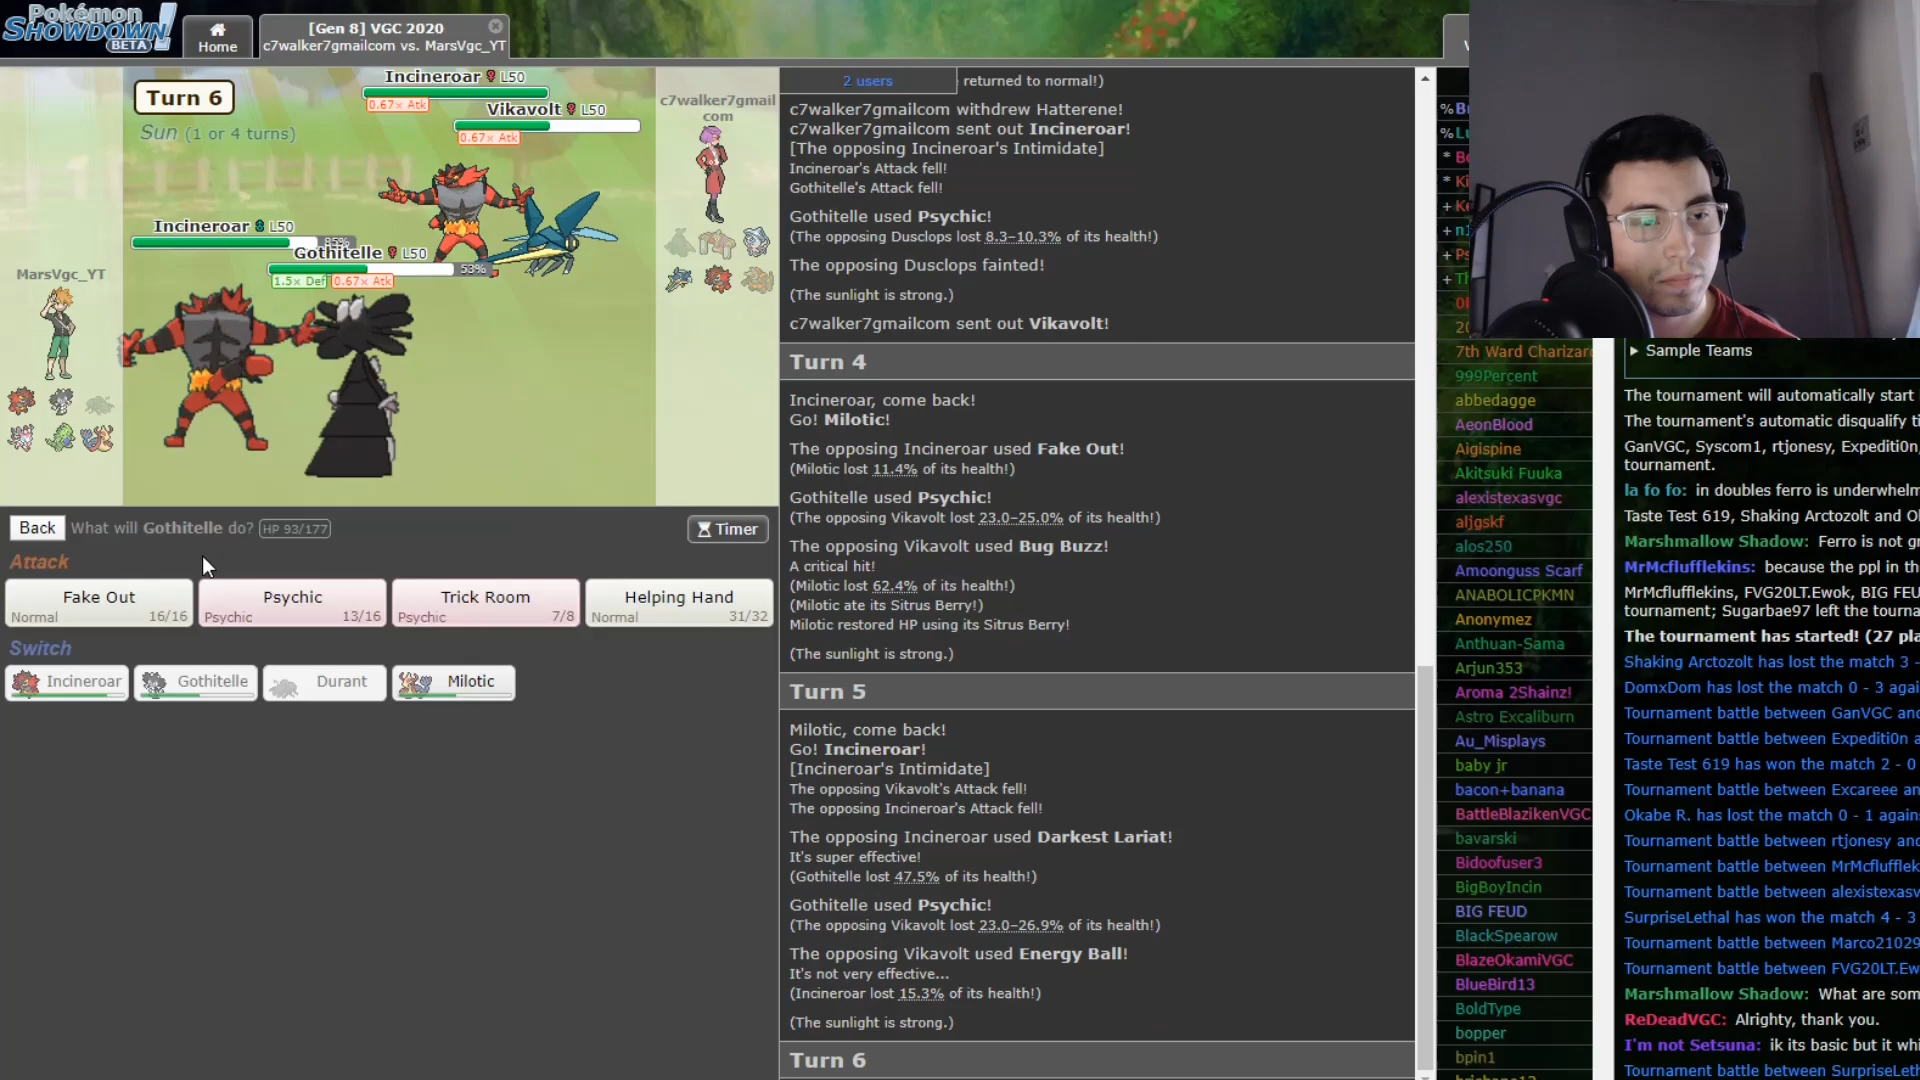 Pokémon
SHOWDOWN!
BETA
Home
[Gen 8] VGC 2020
c7walker7gmailcom vs. MarsVgc_YT
Turn 6
Sun (1 or 4 turns)
Incineroar L50
0.67× Atk
Vikavolt L50
0.67× Atk
Incineroar L50
85%
Gothitelle L50
53%
1.5× Def 0.67× Atk
MarsVgc_YT
c7walker7gmail
com
Back What will Gothitelle do? HP 93/177
Timer
Attack
Fake Out
Normal 16/16
Psychic
Psychic 13/16
Trick Room
Psychic 7/8
Helping Hand
Normal 31/32
Switch
Incineroar
Gothitelle
Durant
Milotic
2 users
returned to normal!)
c7walker7gmailcom withdrew Hatterene!
c7walker7gmailcom sent out Incineroar!
[The opposing Incineroar's Intimidate]
Incineroar's Attack fell!
Gothitelle's Attack fell!
Gothitelle used Psychic!
(The opposing Dusclops lost 8.3–10.3% of its health!)
The opposing Dusclops fainted!
(The sunlight is strong.)
c7walker7gmailcom sent out Vikavolt!
Turn 4
Incineroar, come back!
Go! Milotic!
The opposing Incineroar used Fake Out!
(Milotic lost 11.4% of its health!)
Gothitelle used Psychic!
(The opposing Vikavolt lost 23.0–25.0% of its health!)
The opposing Vikavolt used Bug Buzz!
A critical hit!
(Milotic lost 62.4% of its health!)
(Milotic ate its Sitrus Berry!)
Milotic restored HP using its Sitrus Berry!
(The sunlight is strong.)
Turn 5
Milotic, come back!
Go! Incineroar!
[Incineroar's Intimidate]
The opposing Vikavolt's Attack fell!
The opposing Incineroar's Attack fell!
The opposing Incineroar used Darkest Lariat!
It's super effective!
(Gothitelle lost 47.5% of its health!)
Gothitelle used Psychic!
(The opposing Vikavolt lost 23.0–26.9% of its health!)
The opposing Vikavolt used Energy Ball!
It's not very effective...
(Incineroar lost 15.3% of its health!)
(The sunlight is strong.)
Turn 6
7th Ward Charizard
999Percent
abbedagge
AeonBlood
Aigispine
Akitsuki Fuuka
alexistexasvgc
aljgskf
alos250
Amoonguss Scarf
ANABOLICPKMN
Anonymez
Anthuan-Sama
Arjun353
Aroma 2Shainz!
Astro Excaliburn
Au_Misplays
baby jr
bacon+banana
BattleBlazikenVGC
bavarski
Bidoofuser3
BigBoyIncin
BIG FEUD
BlackSpearow
BlazeOkamiVGC
BlueBird13
BoldType
bopper
bpin1
Sample Teams
The tournament will automatically start
The tournament's automatic disqualify ti
GanVGC, Syscom1, rtjonesy, Expediti0n,
tournament.
la fo fo: in doubles ferro is underwhelm
Taste Test 619, Shaking Arctozolt and O
Marshmallow Shadow: Ferro is not gr
MrMcflufflekins: because the ppl in th
MrMcflufflekins, FVG20LT.Ewok, BIG FEU
tournament; Sugarbae97 left the tourna
The tournament has started! (27 pla
Shaking Arctozolt has lost the match 3 -
DomxDom has lost the match 0 - 3 agai
Tournament battle between GanVGC and
Tournament battle between Expediti0n a
Taste Test 619 has won the match 2 - 0
Tournament battle between Excareee an
Okabe R. has lost the match 0 - 1 agains
Tournament battle between rtjonesy and
Tournament battle between MrMcflufflek
Tournament battle between alexistexasv
SurpriseLethal has won the match 4 - 3
Tournament battle between Marco21029
Tournament battle between FVG20LT.Ew
Marshmallow Shadow: What are som
ReDeadVGC: Alrighty, thank you.
I'm not Setsuna: ik its basic but it whi
Tournament battle between SurpriseLeth